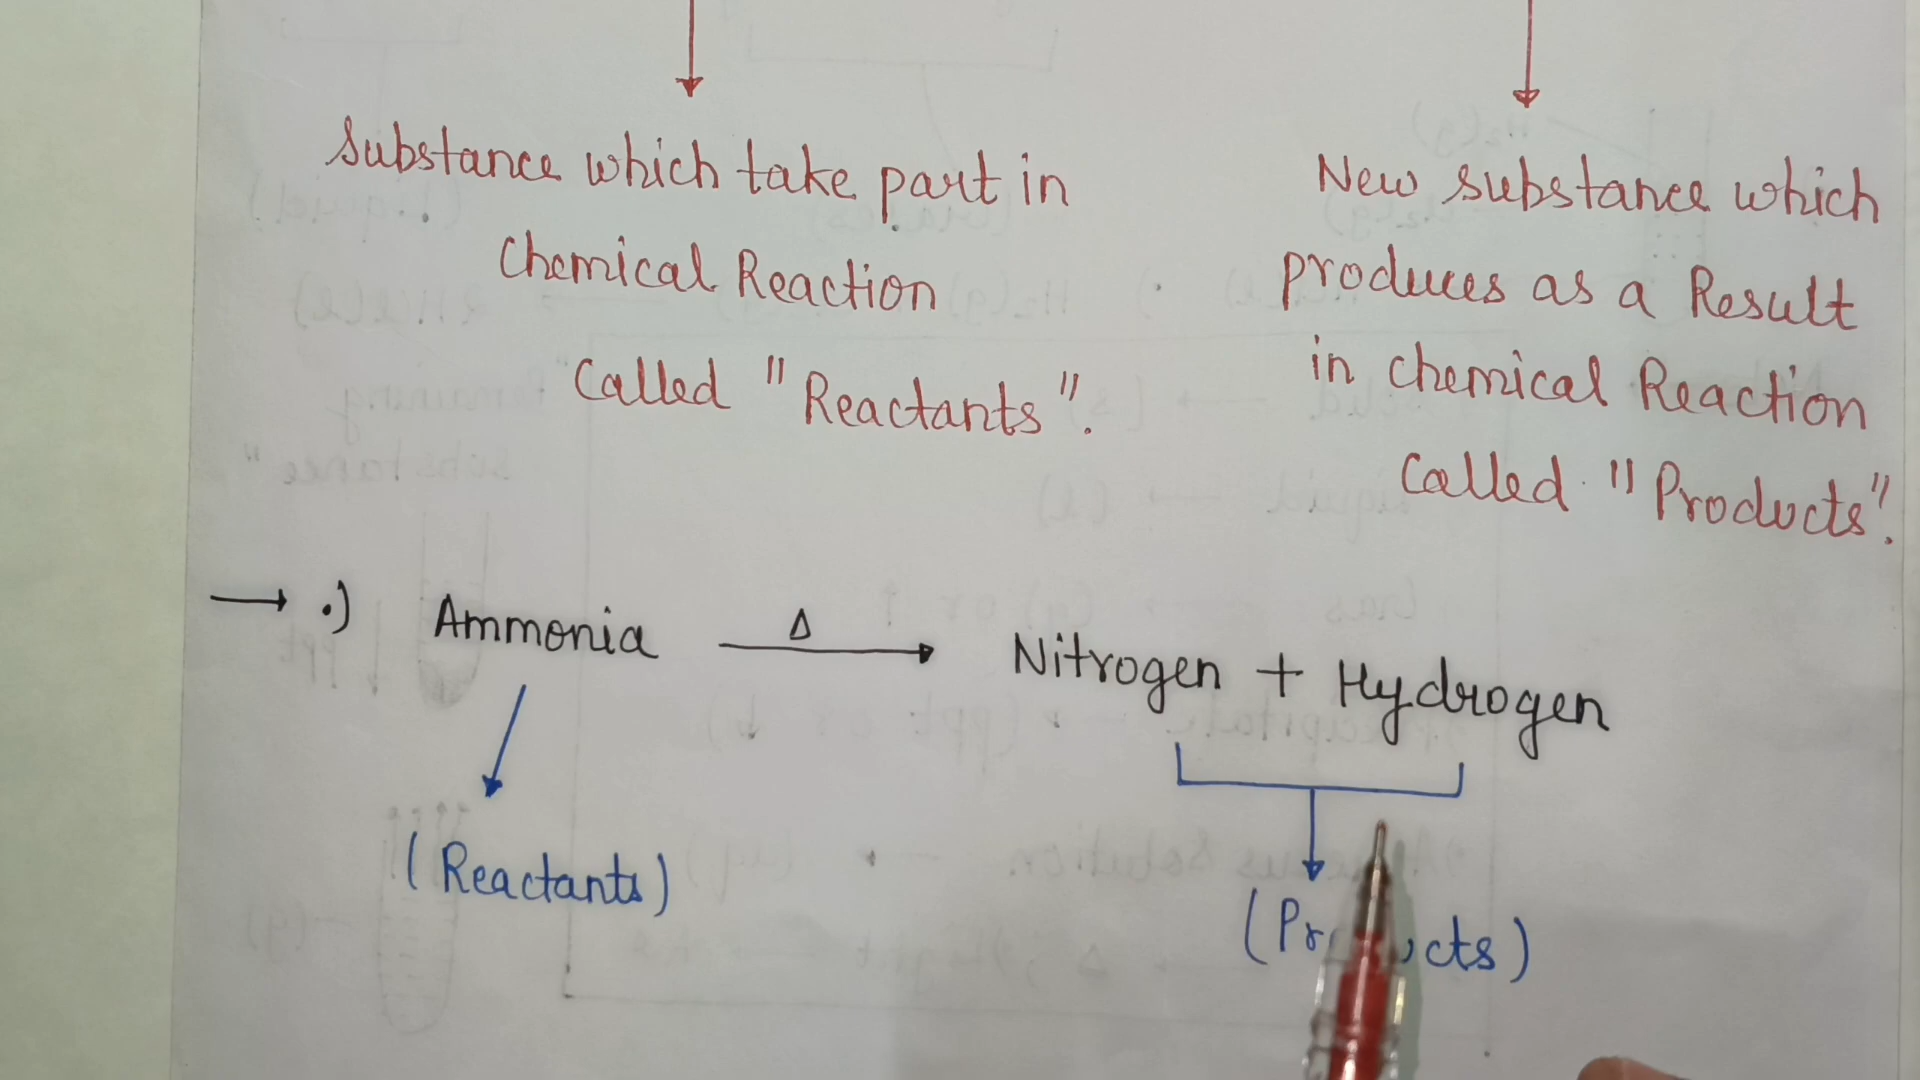 Substance which take part in
Chemical Reaction
Called "Reactants".
New substance which
produces as a Result
in chemical Reaction
Called "Products".
→ •) Ammonia —Δ→ Nitrogen + Hydrogen
(Reactants)